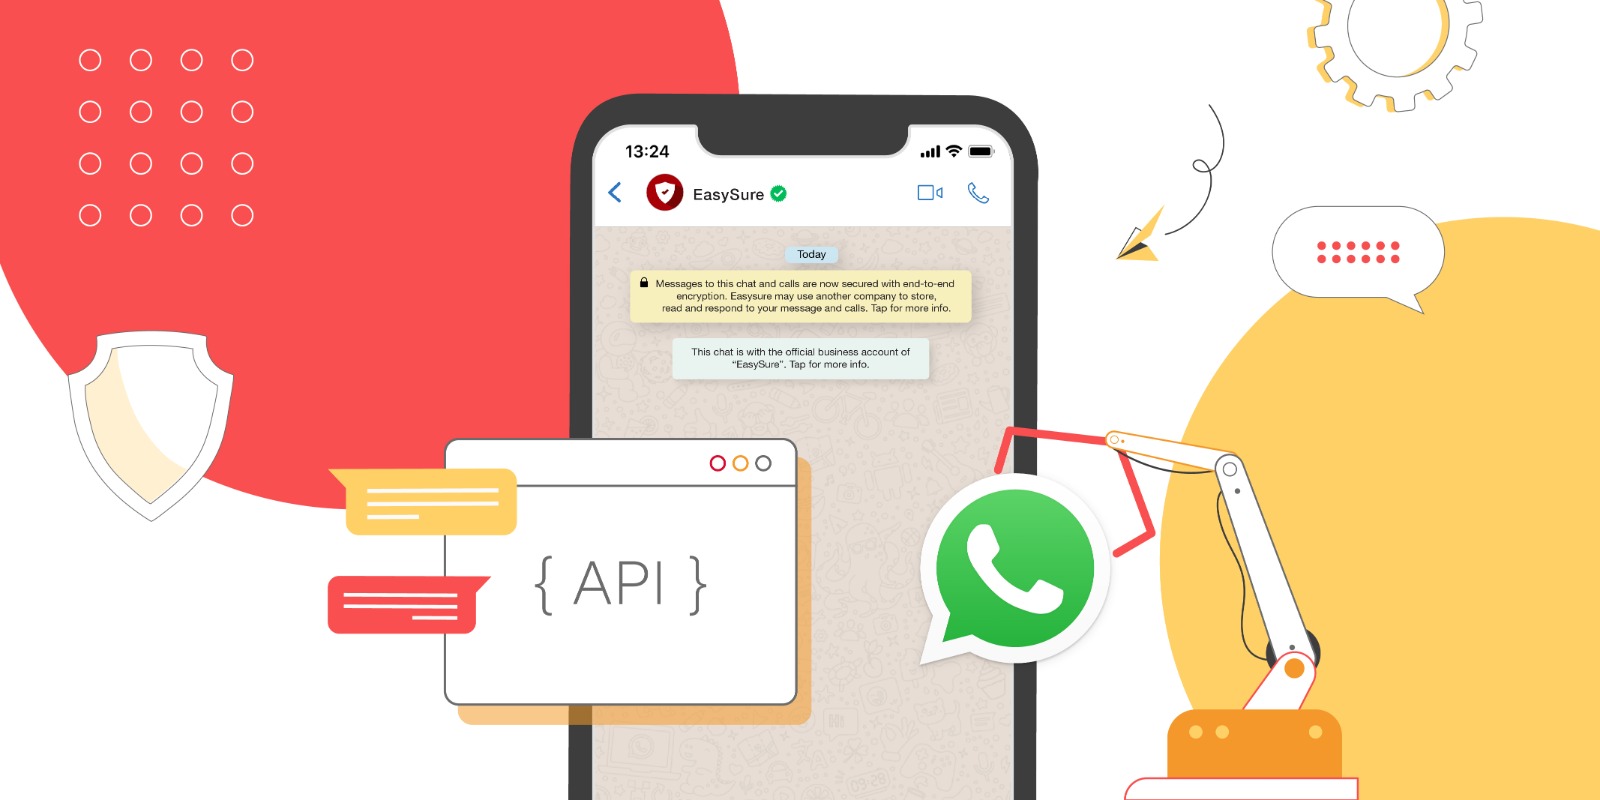 13:24
EasySure
Today
Messages to this chat and calls are now secured with end-to-end
encryption. Easysure may use another company to store,
read and respond to your message and calls. Tap for more info.
This chat is with the official business account of
“EasySure”. Tap for more info.
{ API }